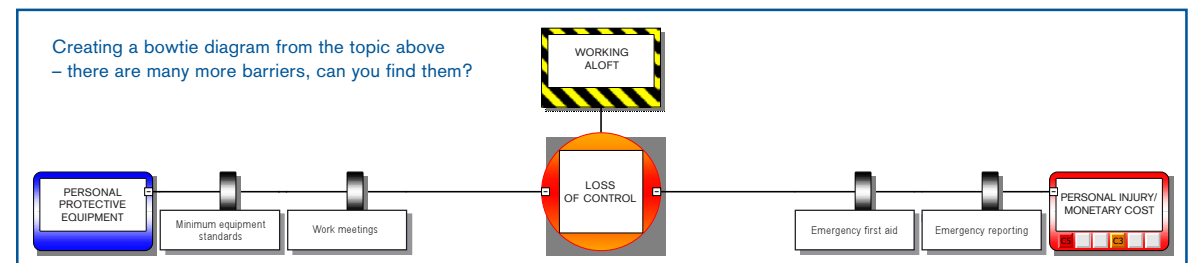 Creating a bowtie diagram from the topic above
– there are many more barriers, can you find them?
WORKING
ALOFT
PERSONAL
PROTECTIVE
EQUIPMENT
Minimum equipment
standards
Work meetings
LOSS
OF CONTROL
Emergency first aid
Emergency reporting
PERSONAL INJURY/
MONETARY COST
C5
C3